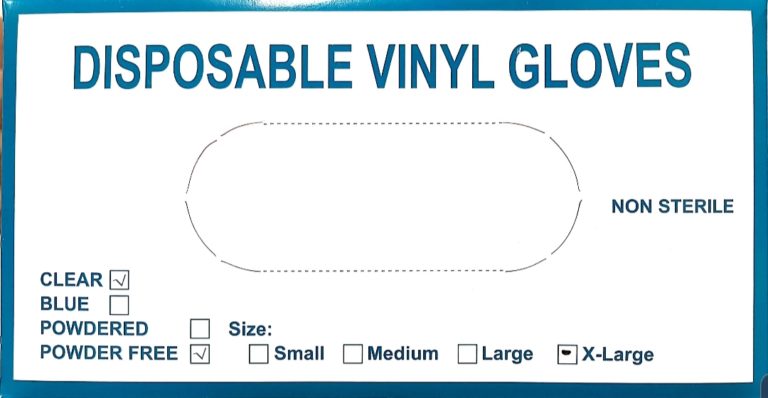 DISPOSABLE VINYL GLOVES
NON STERILE
CLEAR
BLUE
POWDERED Size:
POWDER FREE Small Medium Large X-Large